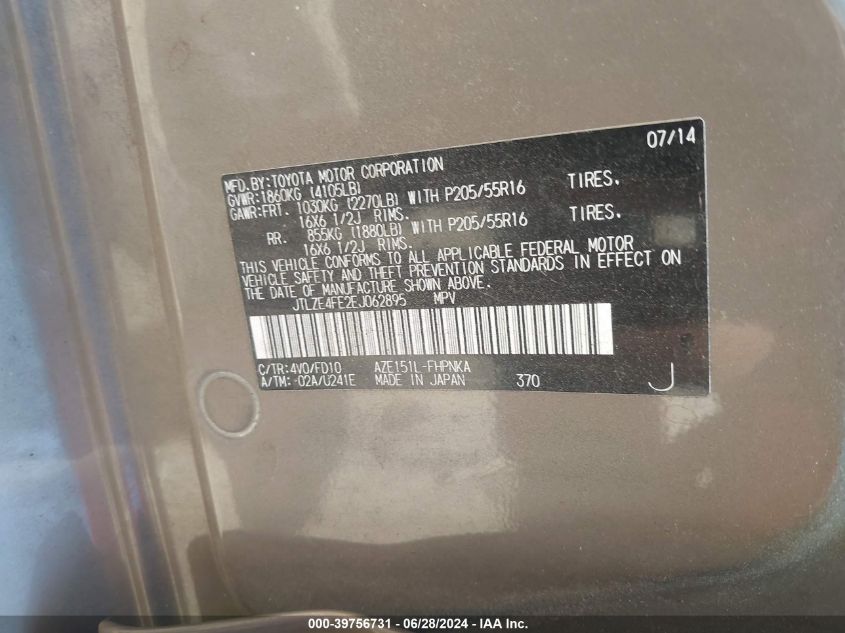 07/14
MFD.BY:TOYOTA MOTOR CORPORATION
GVWR:1860KG (4105LB)
GAWR:FRT. 1030KG (2270LB) WITH P205/55R16 TIRES.
16X6 1/2J RIMS.
RR. 855KG (1880LB) WITH P205/55R16 TIRES.
16X6 1/2J RIMS.
THIS VEHICLE CONFORMS TO ALL APPLICABLE FEDERAL MOTOR
VEHICLE SAFETY AND THEFT PREVENTION STANDARDS IN EFFECT ON
THE DATE OF MANUFACTURE SHOWN ABOVE.
JTLZE4FE2EJ062895 MPV
C/TR:4V0/FD10 AZE151L-FHPNKA
A/TM:-02A/U241E MADE IN JAPAN 370 J
000-39756731 - 06/28/2024 - IAA Inc.